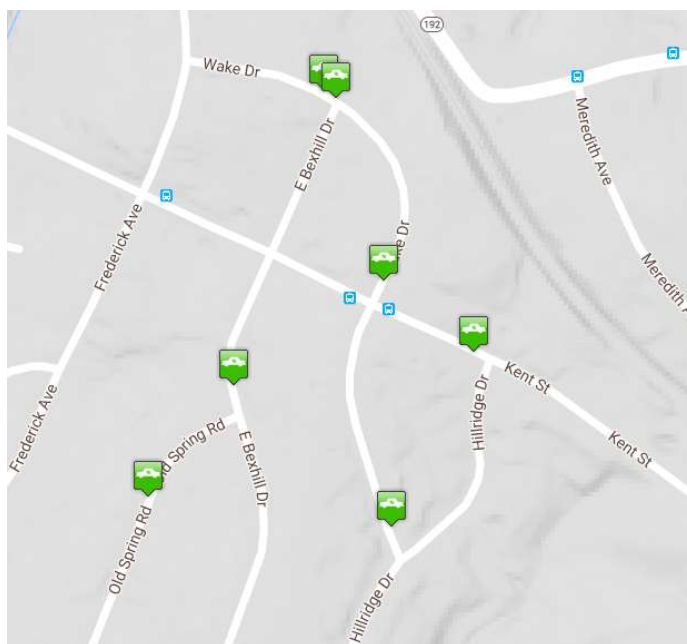 192
Wake Dr
E Bexhill Dr
Meredith Ave
Frederick Ave
Dr
Meredith
Kent St
Hillridge Dr
Kent St
Frederick Ave
Spring Rd
E Bexhill Dr
Old Spring Rd
Hillridge Dr